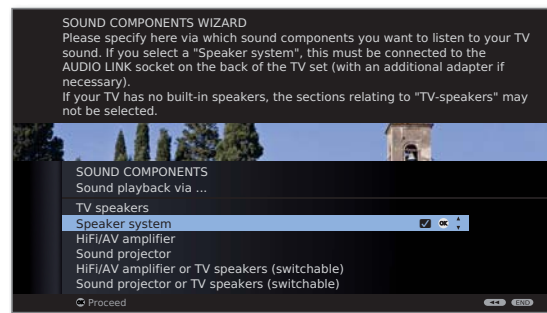 SOUND COMPONENTS WIZARD
Please specify here via which sound components you want to listen to your TV
sound. If you select a "Speaker system", this must be connected to the
AUDIO LINK socket on the back of the TV set (with an additional adapter if
necessary).
If your TV has no built-in speakers, the sections relating to "TV-speakers" may
not be selected.
SOUND COMPONENTS
Sound playback via ...
TV speakers
Speaker system OK
HiFi/AV amplifier
Sound projector
HiFi/AV amplifier or TV speakers (switchable)
Sound projector or TV speakers (switchable)
OK Proceed END